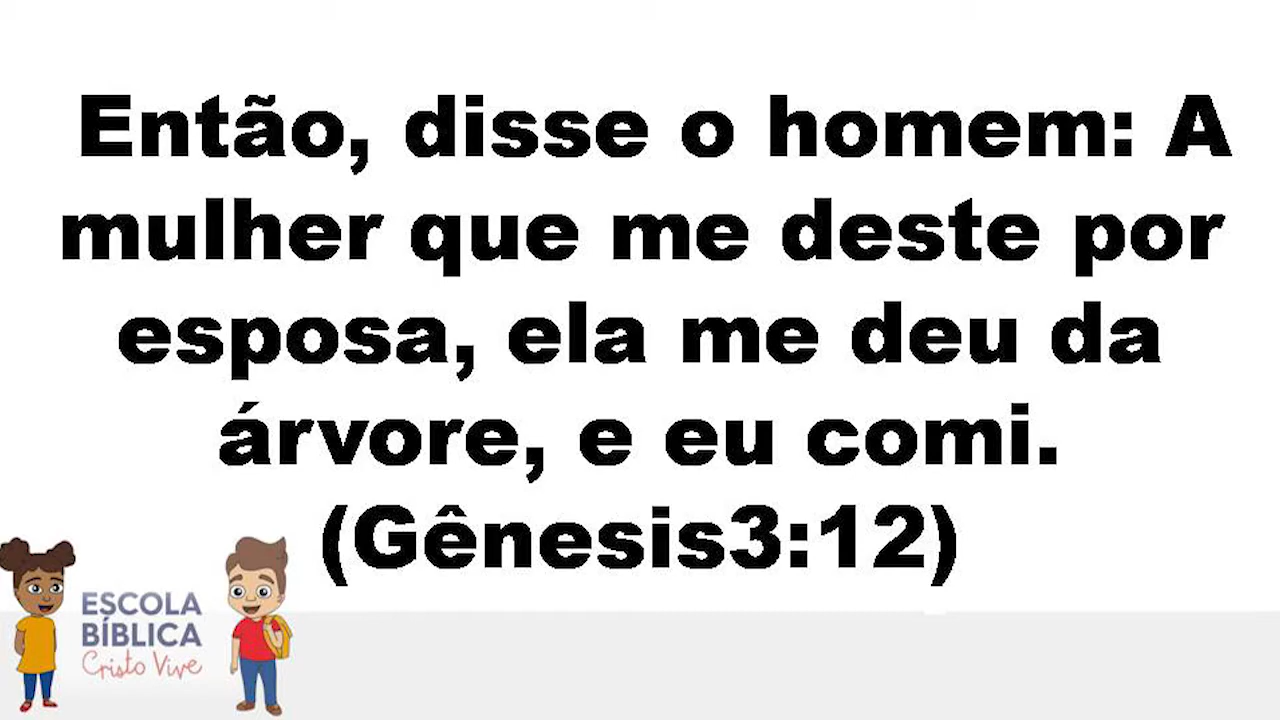 Então, disse o homem: A
mulher que me deste por
esposa, ela me deu da
árvore, e eu comi.
(Gênesis3:12)
ESCOLA
BÍBLICA
Cristo Vive